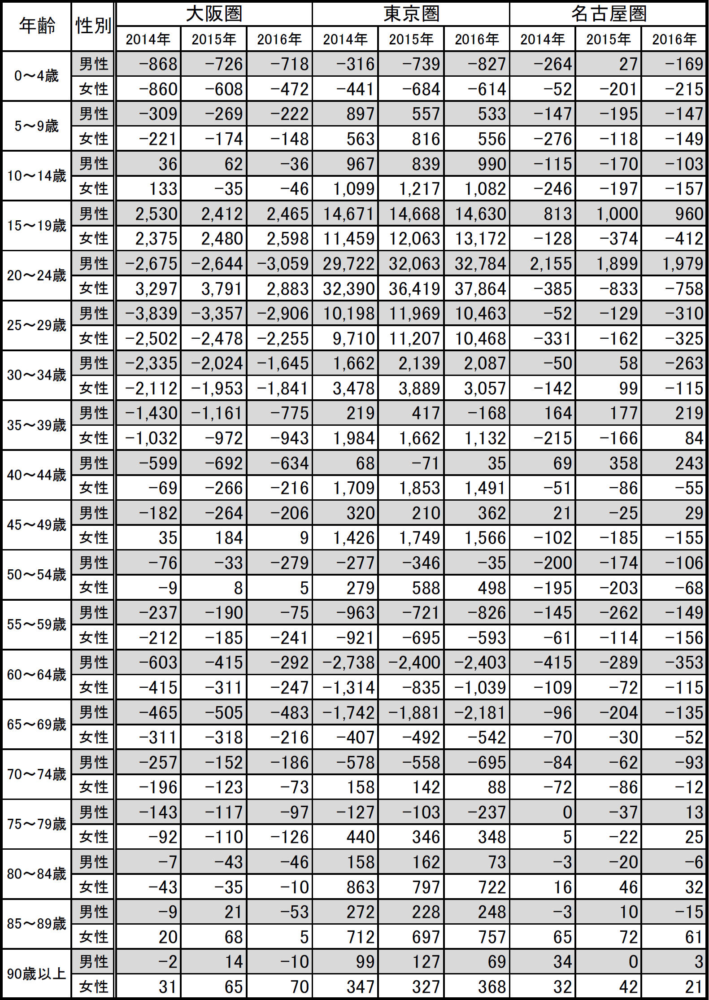 年齢 性別 大阪圏 東京圏 名古屋圏
2014年 2015年 2016年 2014年 2015年 2016年 2014年 2015年 2016年
0～4歳 男性 −868 −726 −718 −316 −739 −827 −264 27 −169
女性 −860 −608 −472 −441 −684 −614 −52 −201 −215
5～9歳 男性 −309 −269 −222 897 557 533 −147 −195 −147
女性 −221 −174 −148 563 816 556 −276 −118 −149
10～14歳 男性 36 62 −36 967 839 990 −115 −170 −103
女性 133 −35 −46 1,099 1,217 1,082 −246 −197 −157
15～19歳 男性 2,530 2,412 2,465 14,671 14,668 14,630 813 1,000 960
女性 2,375 2,480 2,598 11,459 12,063 13,172 −128 −374 −412
20～24歳 男性 −2,675 −2,644 −3,059 29,722 32,063 32,784 2,155 1,899 1,979
女性 3,297 3,791 2,883 32,390 36,419 37,864 −385 −833 −758
25～29歳 男性 −3,839 −3,357 −2,906 10,198 11,969 10,463 −52 −129 −310
女性 −2,502 −2,478 −2,255 9,710 11,207 10,468 −331 −162 −325
30～34歳 男性 −2,335 −2,024 −1,645 1,662 2,139 2,087 −50 58 −263
女性 −2,112 −1,953 −1,841 3,478 3,889 3,057 −142 99 −115
35～39歳 男性 −1,430 −1,161 −775 219 417 −168 164 177 219
女性 −1,032 −972 −943 1,984 1,662 1,132 −215 −166 84
40～44歳 男性 −599 −692 −634 68 −71 35 69 358 243
女性 −69 −266 −216 1,709 1,853 1,491 −51 −86 −55
45～49歳 男性 −182 −264 −206 320 210 362 21 −25 29
女性 35 184 9 1,426 1,749 1,566 −102 −185 −155
50～54歳 男性 −76 −33 −279 −277 −346 −35 −200 −174 −106
女性 −9 8 5 279 588 498 −195 −203 −68
55～59歳 男性 −237 −190 −75 −963 −721 −826 −145 −262 −149
女性 −212 −185 −241 −921 −695 −593 −61 −114 −156
60～64歳 男性 −603 −415 −292 −2,738 −2,400 −2,403 −415 −289 −353
女性 −415 −311 −247 −1,314 −835 −1,039 −109 −72 −115
65～69歳 男性 −465 −505 −483 −1,742 −1,881 −2,181 −96 −204 −135
女性 −311 −318 −216 −407 −492 −542 −70 −30 −52
70～74歳 男性 −257 −152 −186 −578 −558 −695 −84 −62 −93
女性 −196 −123 −73 158 142 88 −72 −86 −12
75～79歳 男性 −143 −117 −97 −127 −103 −237 0 −37 13
女性 −92 −110 −126 440 346 348 5 −22 25
80～84歳 男性 −7 −43 −46 158 162 73 −3 −20 −6
女性 −43 −35 −10 863 797 722 16 46 32
85～89歳 男性 −9 21 −53 272 228 248 −3 10 −15
女性 20 68 5 712 697 757 65 72 61
90歳以上 男性 −2 14 −10 99 127 69 34 0 3
女性 31 65 70 347 327 368 32 42 21